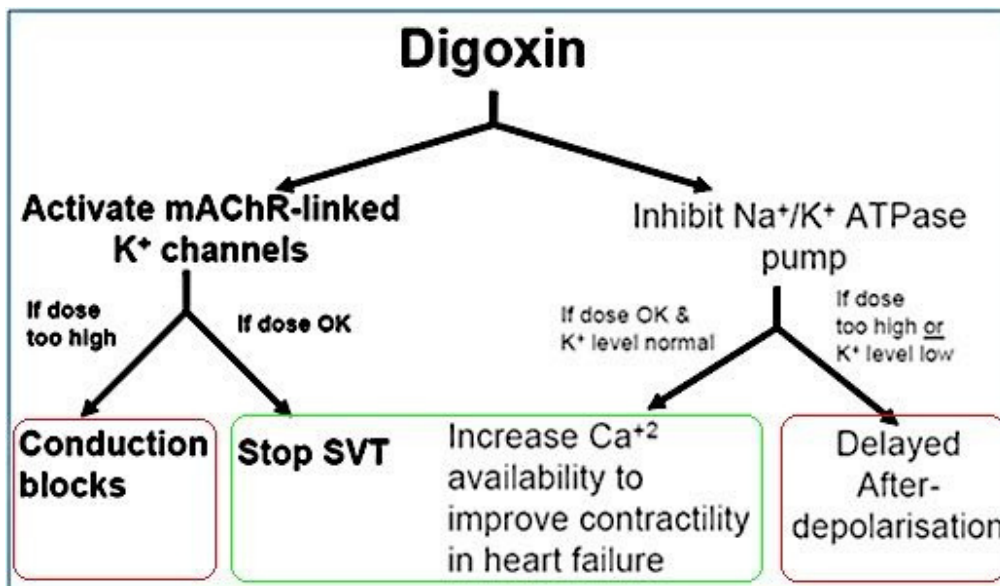 Digoxin
Activate mAChR-linked
K⁺ channels
Inhibit Na⁺/K⁺ ATPase
pump
If dose
too high
If dose OK
If dose OK &
K⁺ level normal
If dose
too high or
K⁺ level low
Conduction
blocks
Stop SVT
Increase Ca⁺²
availability to
improve contractility
in heart failure
Delayed
After-
depolarisation